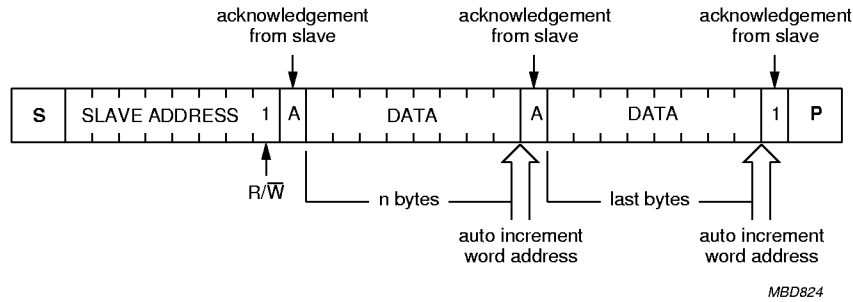 acknowledgement
from slave
acknowledgement
from slave
acknowledgement
from slave
S
SLAVE ADDRESS
1
A
DATA
A
DATA
1
P
R/W̅
n bytes
last bytes
auto increment
word address
auto increment
word address
MBD824